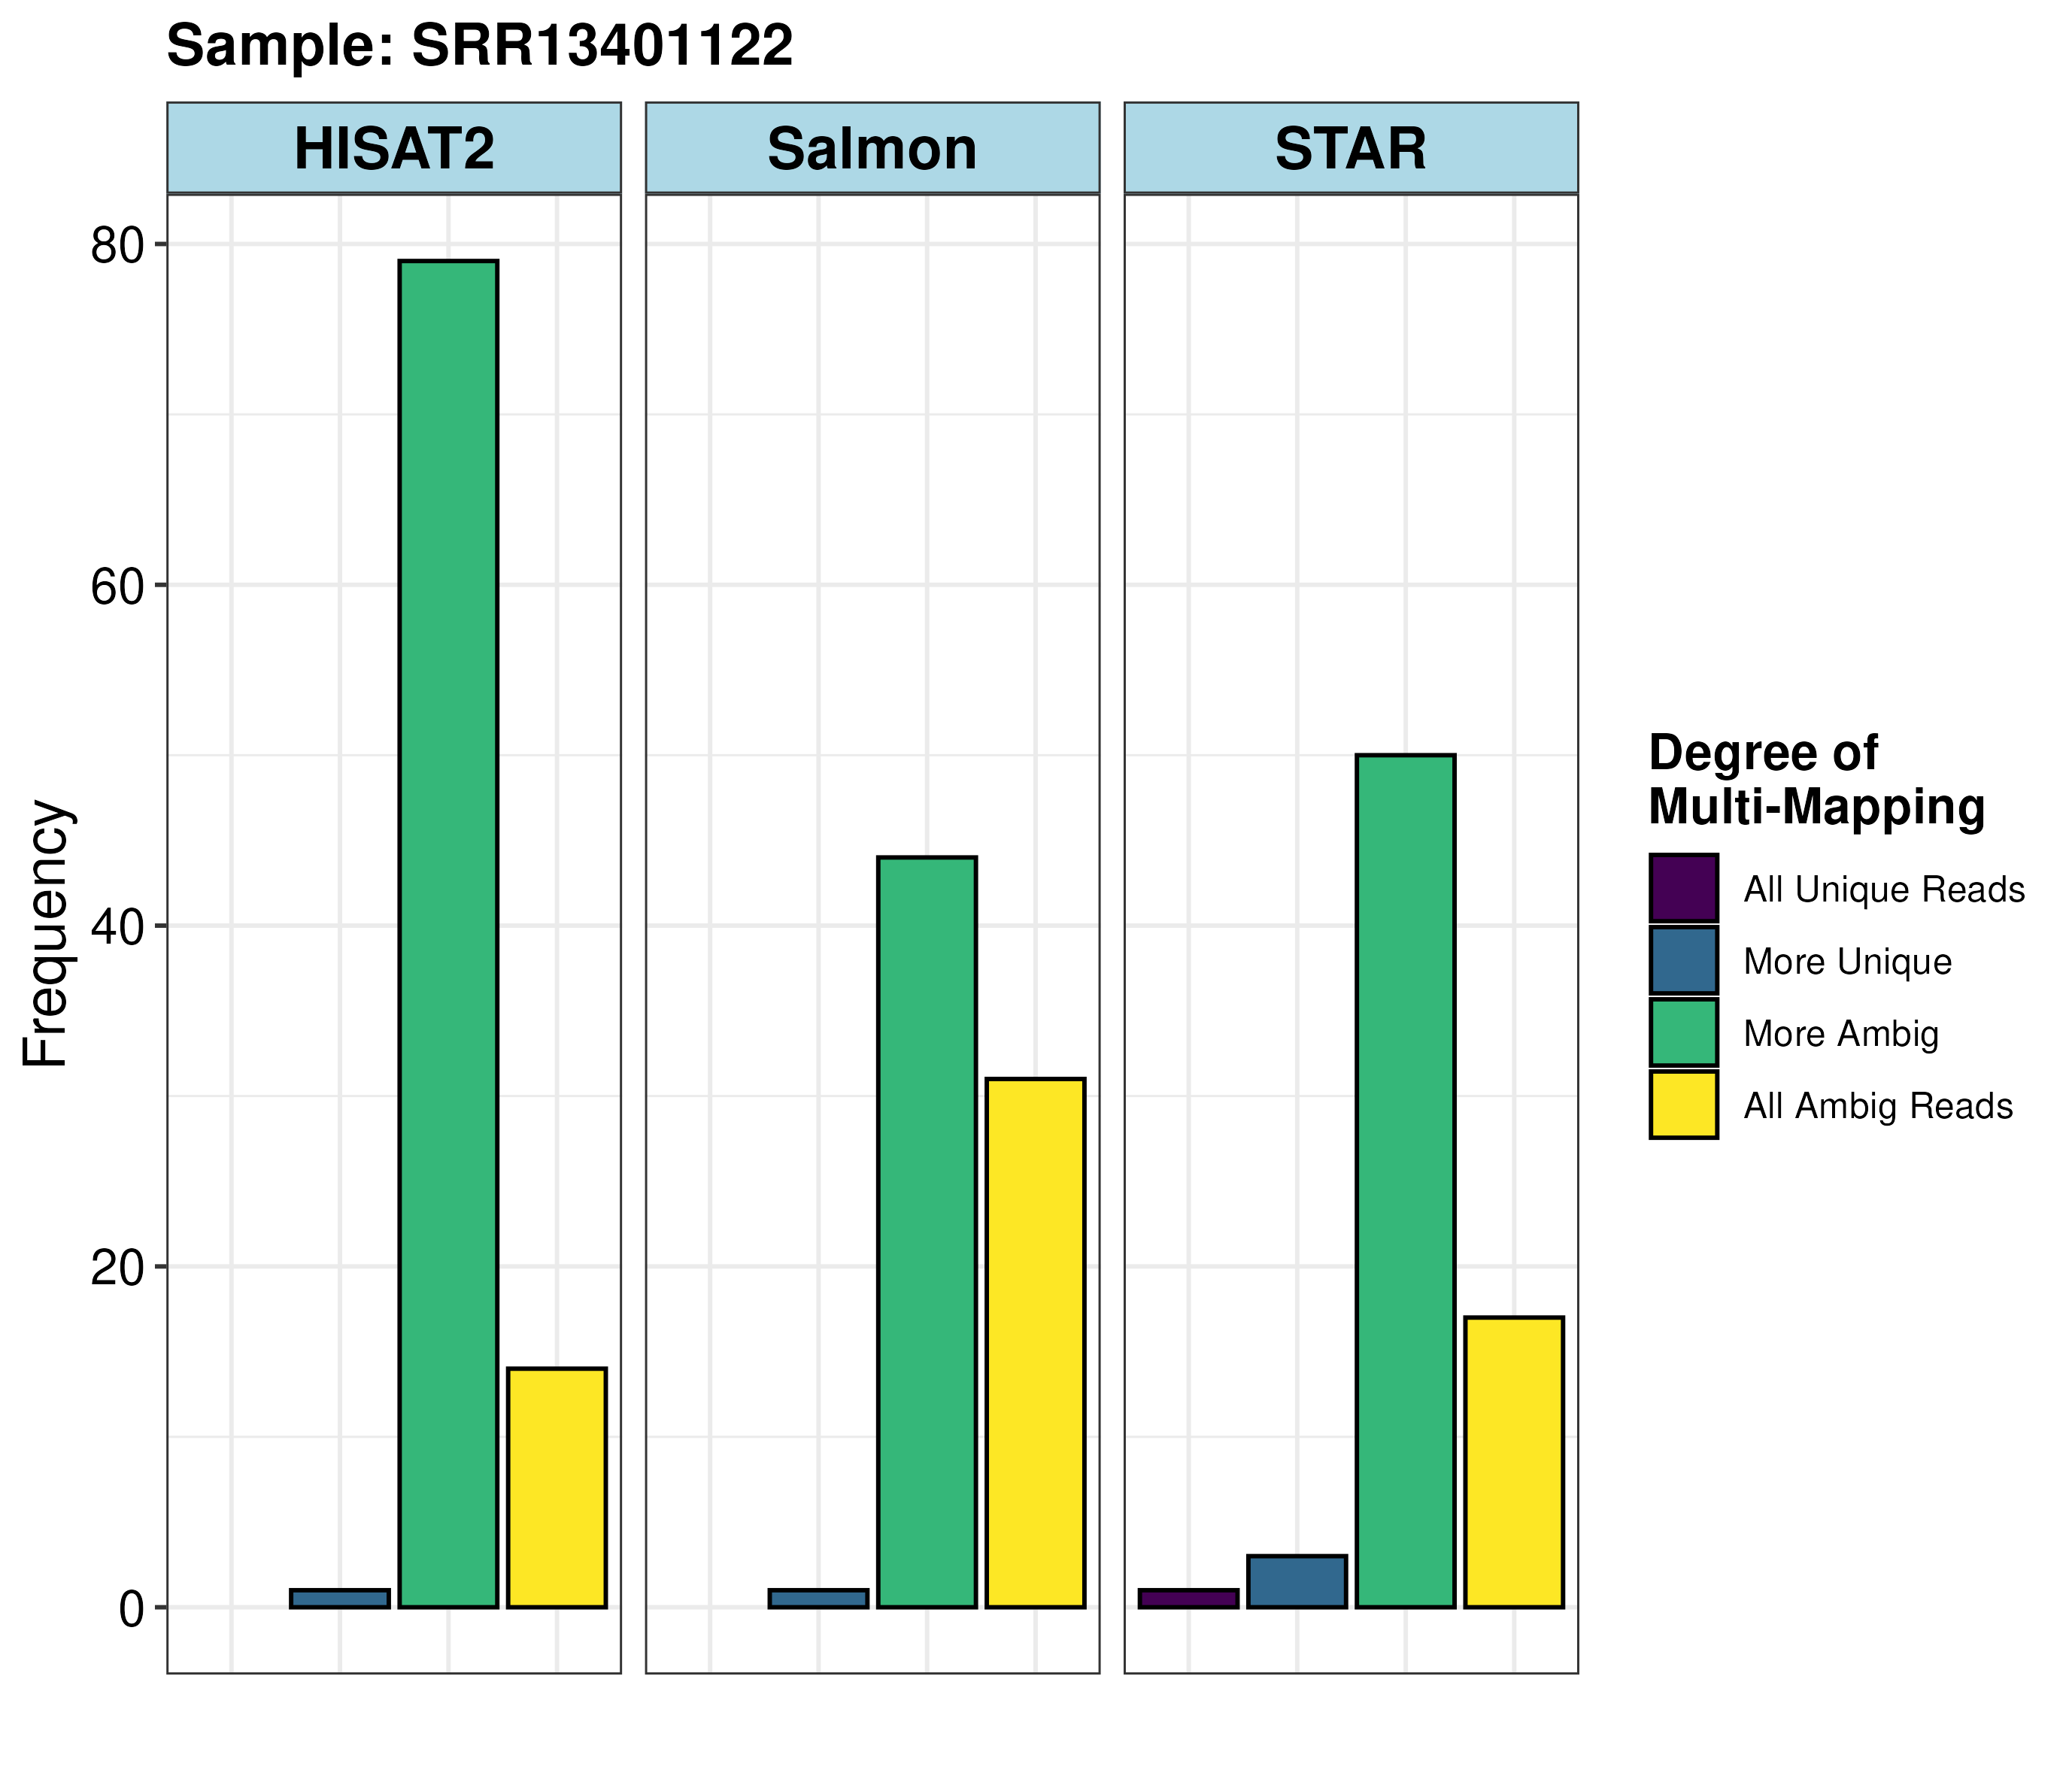 Sample: SRR13401122
HISAT2
Salmon
STAR
80
60
40
20
0
Frequency
Degree of
Multi-Mapping
All Unique Reads
More Unique
More Ambig
All Ambig Reads